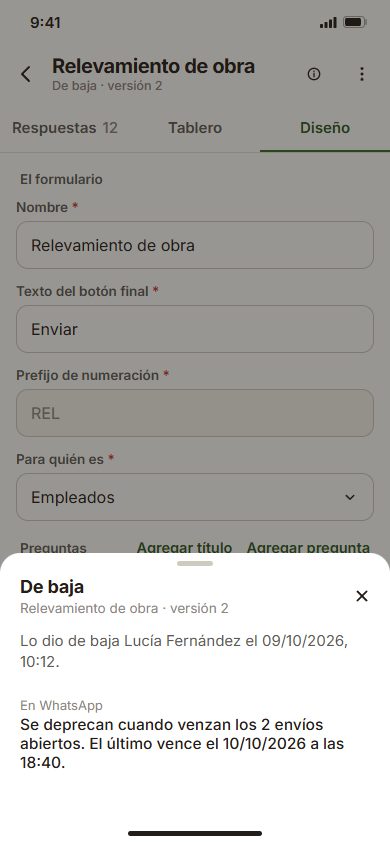 9:41
Relevamiento de obra
De baja · versión 2
Respuestas 12
Tablero
Diseño
El formulario
Nombre *
Relevamiento de obra
Texto del botón final *
Enviar
Prefijo de numeración *
REL
Para quién es *
Empleados
Preguntas
Agregar título
Agregar pregunta
De baja
Relevamiento de obra · versión 2
Lo dio de baja Lucía Fernández el 09/10/2026,
10:12.
En WhatsApp
Se deprecan cuando venzan los 2 envíos
abiertos. El último vence el 10/10/2026 a las
18:40.